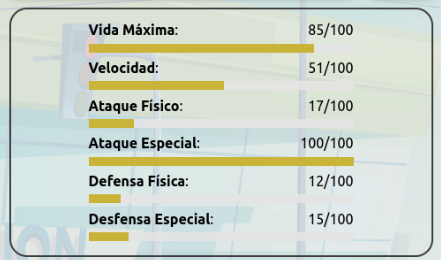 Vida Máxima: 85/100
Velocidad: 51/100
Ataque Físico: 17/100
Ataque Especial: 100/100
Defensa Física: 12/100
Desfensa Especial: 15/100
ION